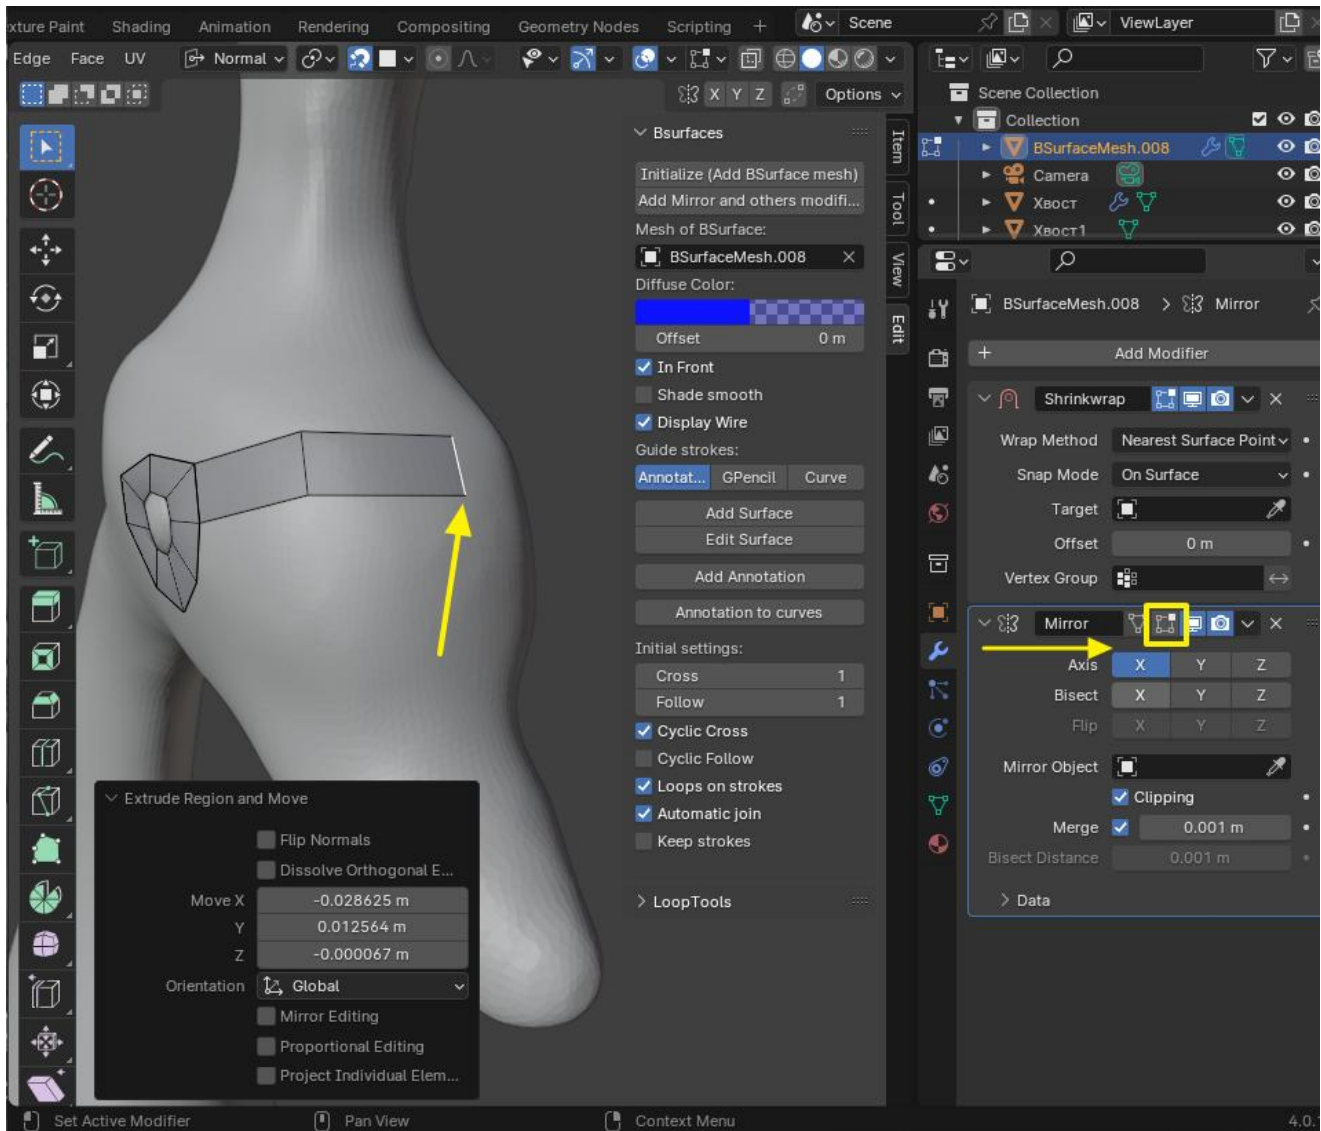 xture Paint Shading Animation Rendering Compositing Geometry Nodes Scripting + Scene ViewLayer
Edge Face UV Normal
X Y Z Options
Scene Collection
Collection
BSurfaceMesh.008
Camera
Хвост
Хвост1
Item
Tool
View
Edit
Bsurfaces
Initialize (Add BSurface mesh)
Add Mirror and others modifi...
Mesh of BSurface:
BSurfaceMesh.008
Diffuse Color:
Offset 0 m
In Front
Shade smooth
Display Wire
Guide strokes:
Annotat... GPencil Curve
Add Surface
Edit Surface
Add Annotation
Annotation to curves
Initial settings:
Cross 1
Follow 1
Cyclic Cross
Cyclic Follow
Loops on strokes
Automatic join
Keep strokes
LoopTools
BSurfaceMesh.008 > Mirror
+ Add Modifier
Shrinkwrap
Wrap Method Nearest Surface Point
Snap Mode On Surface
Target
Offset 0 m
Vertex Group
Mirror
Axis X Y Z
Bisect X Y Z
Flip X Y Z
Mirror Object
Clipping
Merge 0.001 m
Bisect Distance 0.001 m
Data
Extrude Region and Move
Flip Normals
Dissolve Orthogonal E...
Move X -0.028625 m
Y 0.012564 m
Z -0.000067 m
Orientation Global
Mirror Editing
Proportional Editing
Project Individual Elem...
Set Active Modifier Pan View Context Menu 4.0.